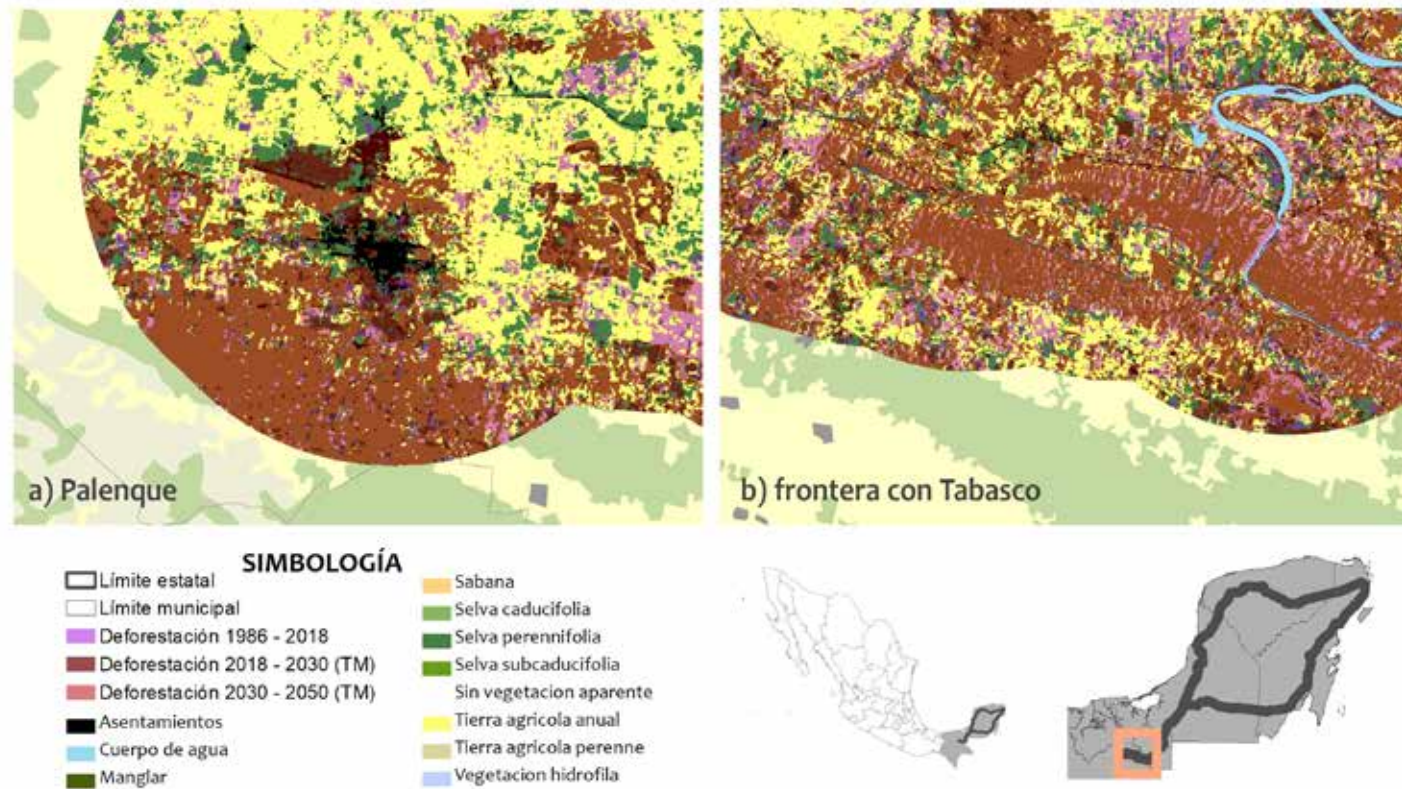 a) Palenque
b) frontera con Tabasco
SIMBOLOGÍA
Límite estatal
Límite municipal
Deforestación 1986 - 2018
Deforestación 2018 - 2030 (TM)
Deforestación 2030 - 2050 (TM)
Asentamientos
Cuerpo de agua
Manglar
Sabana
Selva caducifolia
Selva perennifolia
Selva subcaducifolia
Sin vegetacion aparente
Tierra agricola anual
Tierra agricola perenne
Vegetacion hidrofila